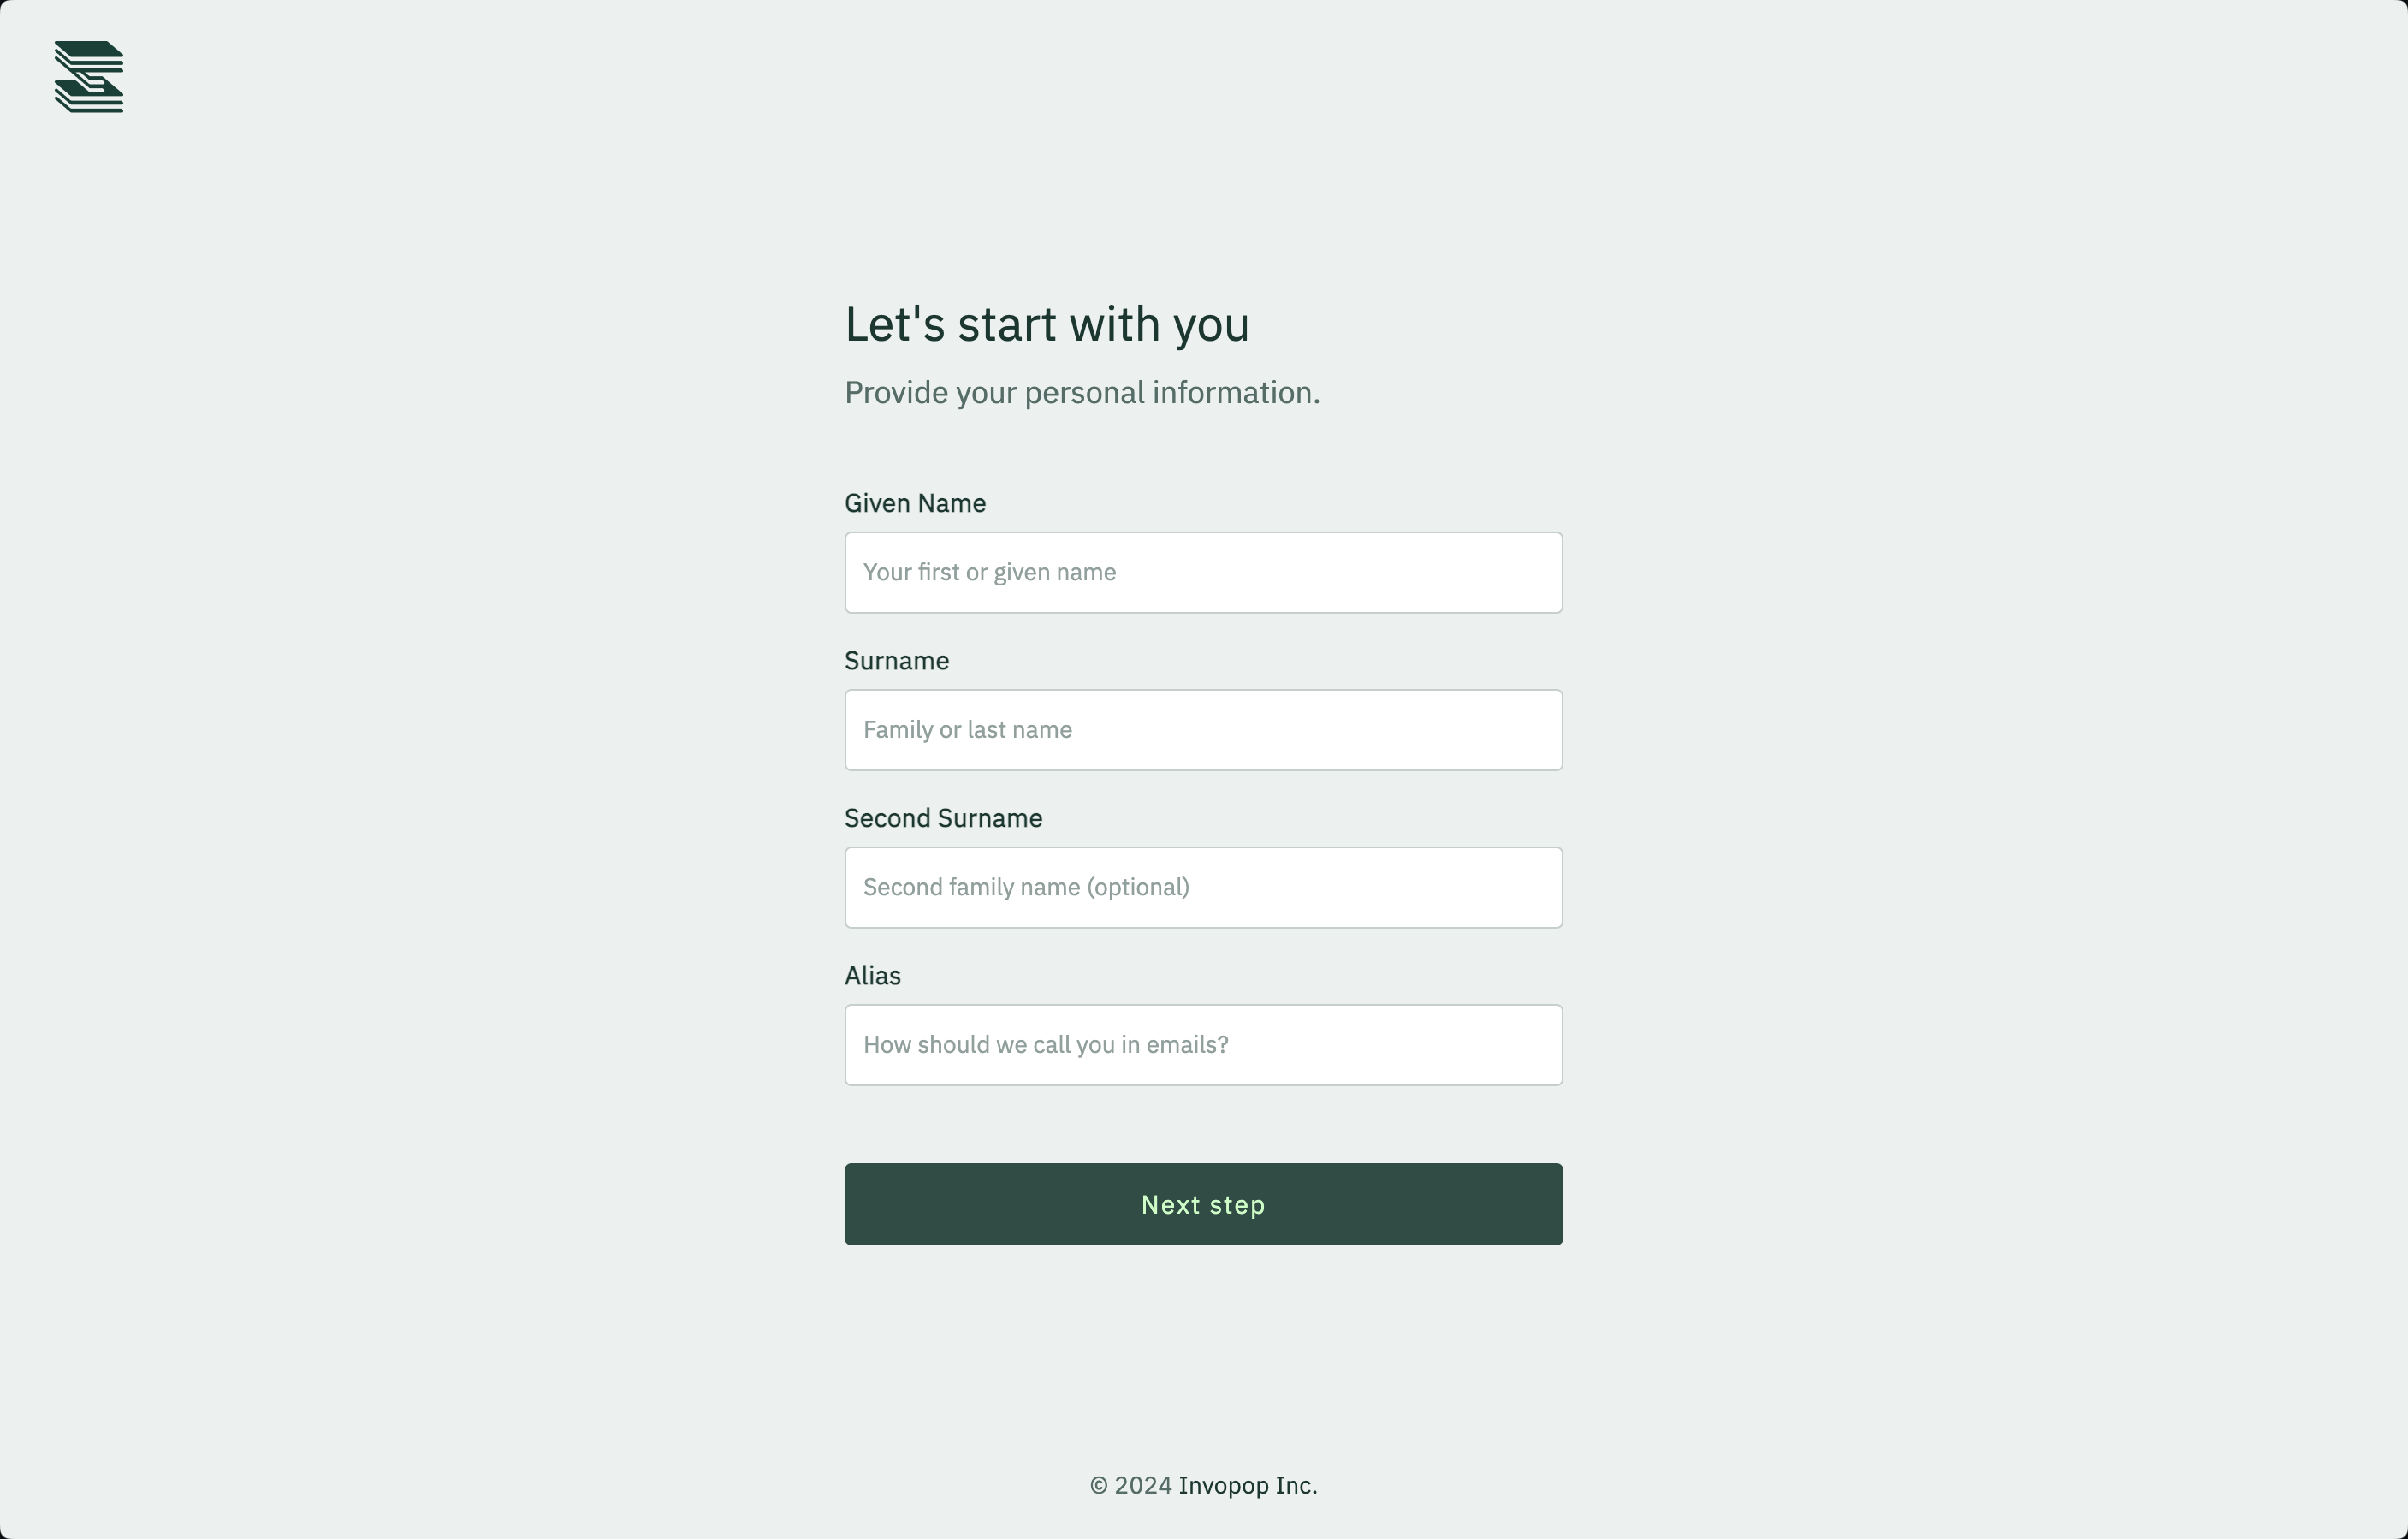 Let's start with you
Provide your personal information.
Given Name
Your first or given name
Surname
Family or last name
Second Surname
Second family name (optional)
Alias
How should we call you in emails?
Next step
© 2024 Invopop Inc.